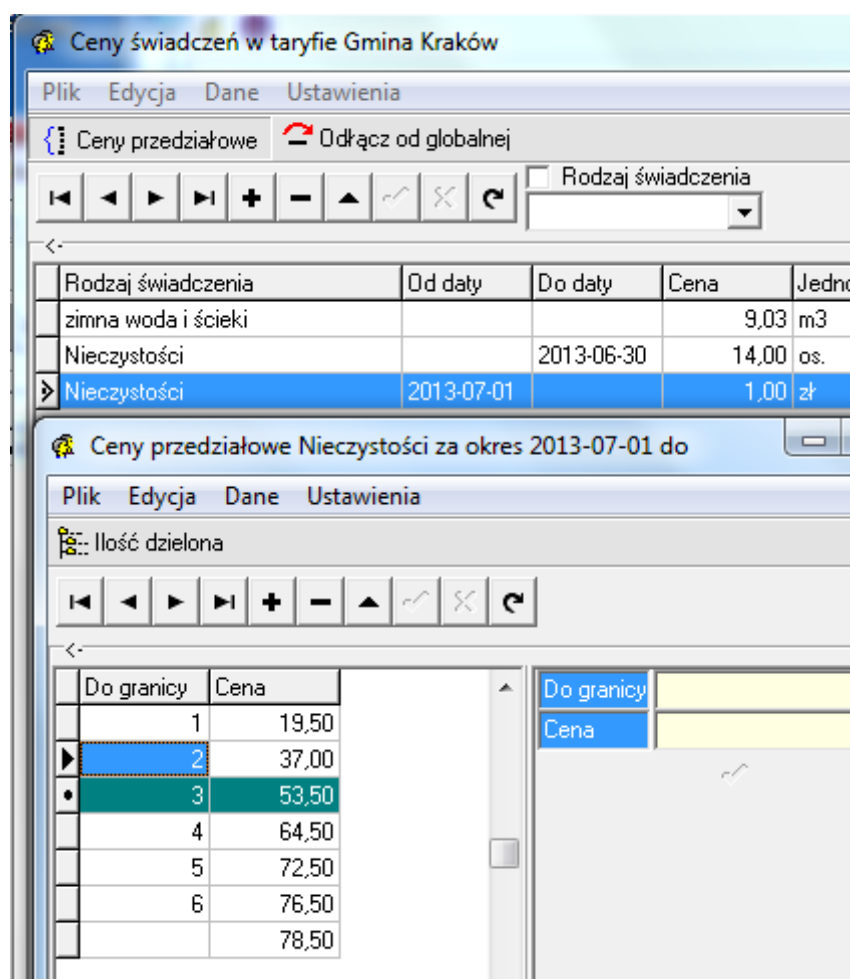 Ceny świadczeń w taryfie Gmina Kraków
Plik Edycja Dane Ustawienia
Ceny przedziałowe Odłącz od globalnej
Rodzaj świadczenia
Rodzaj świadczenia Od daty Do daty Cena Jedno
zimna woda i ścieki 9,03 m3
Nieczystości 2013-06-30 14,00 os.
Nieczystości 2013-07-01 1,00 zł
Ceny przedziałowe Nieczystości za okres 2013-07-01 do
Plik Edycja Dane Ustawienia
Ilość dzielona
Do granicy Cena Do granicy
1 19,50 Cena
2 37,00
3 53,50
4 64,50
5 72,50
6 76,50
78,50